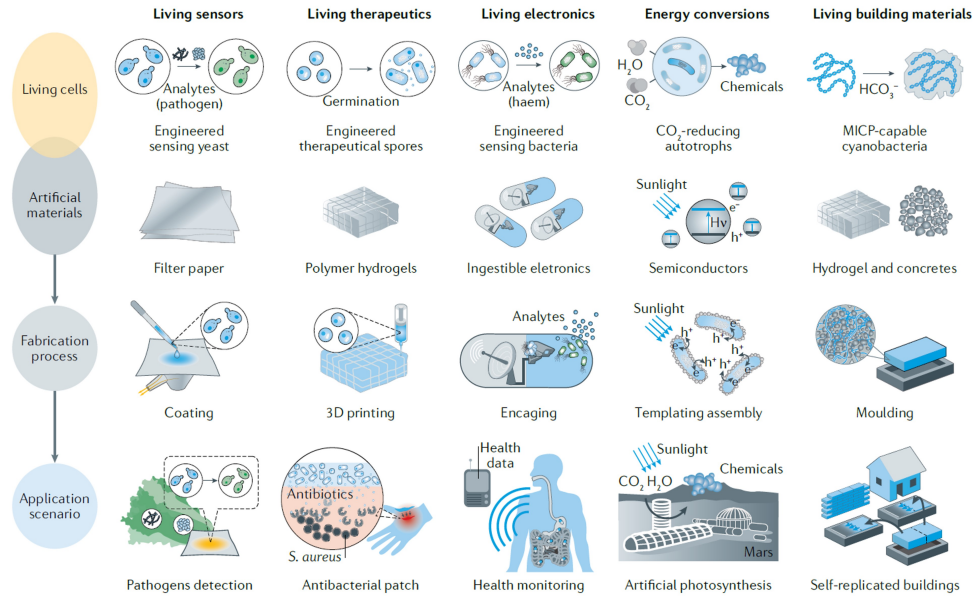 Living sensors
Living therapeutics
Living electronics
Energy conversions
Living building materials
Living cells
Analytes
(pathogen)
Engineered
sensing yeast
Germination
Engineered
therapeutical spores
Analytes
(haem)
Engineered
sensing bacteria
H₂O
CO₂
Chemicals
CO₂-reducing
autotrophs
HCO₃⁻
MICP-capable
cyanobacteria
Artificial
materials
Filter paper
Polymer hydrogels
Ingestible eletronics
Sunlight
e⁻
Hν
h⁺
Semiconductors
Hydrogel and concretes
Fabrication
process
Coating
3D printing
Analytes
Encaging
Sunlight
e⁻
h⁺
h⁺
e⁻
h⁺
h⁺
e⁻
Templating assembly
Moulding
Application
scenario
Pathogens detection
Antibiotics
S. aureus
Antibacterial patch
Health
data
Health monitoring
Sunlight
CO₂ H₂O
Chemicals
Mars
Artificial photosynthesis
Self-replicated buildings